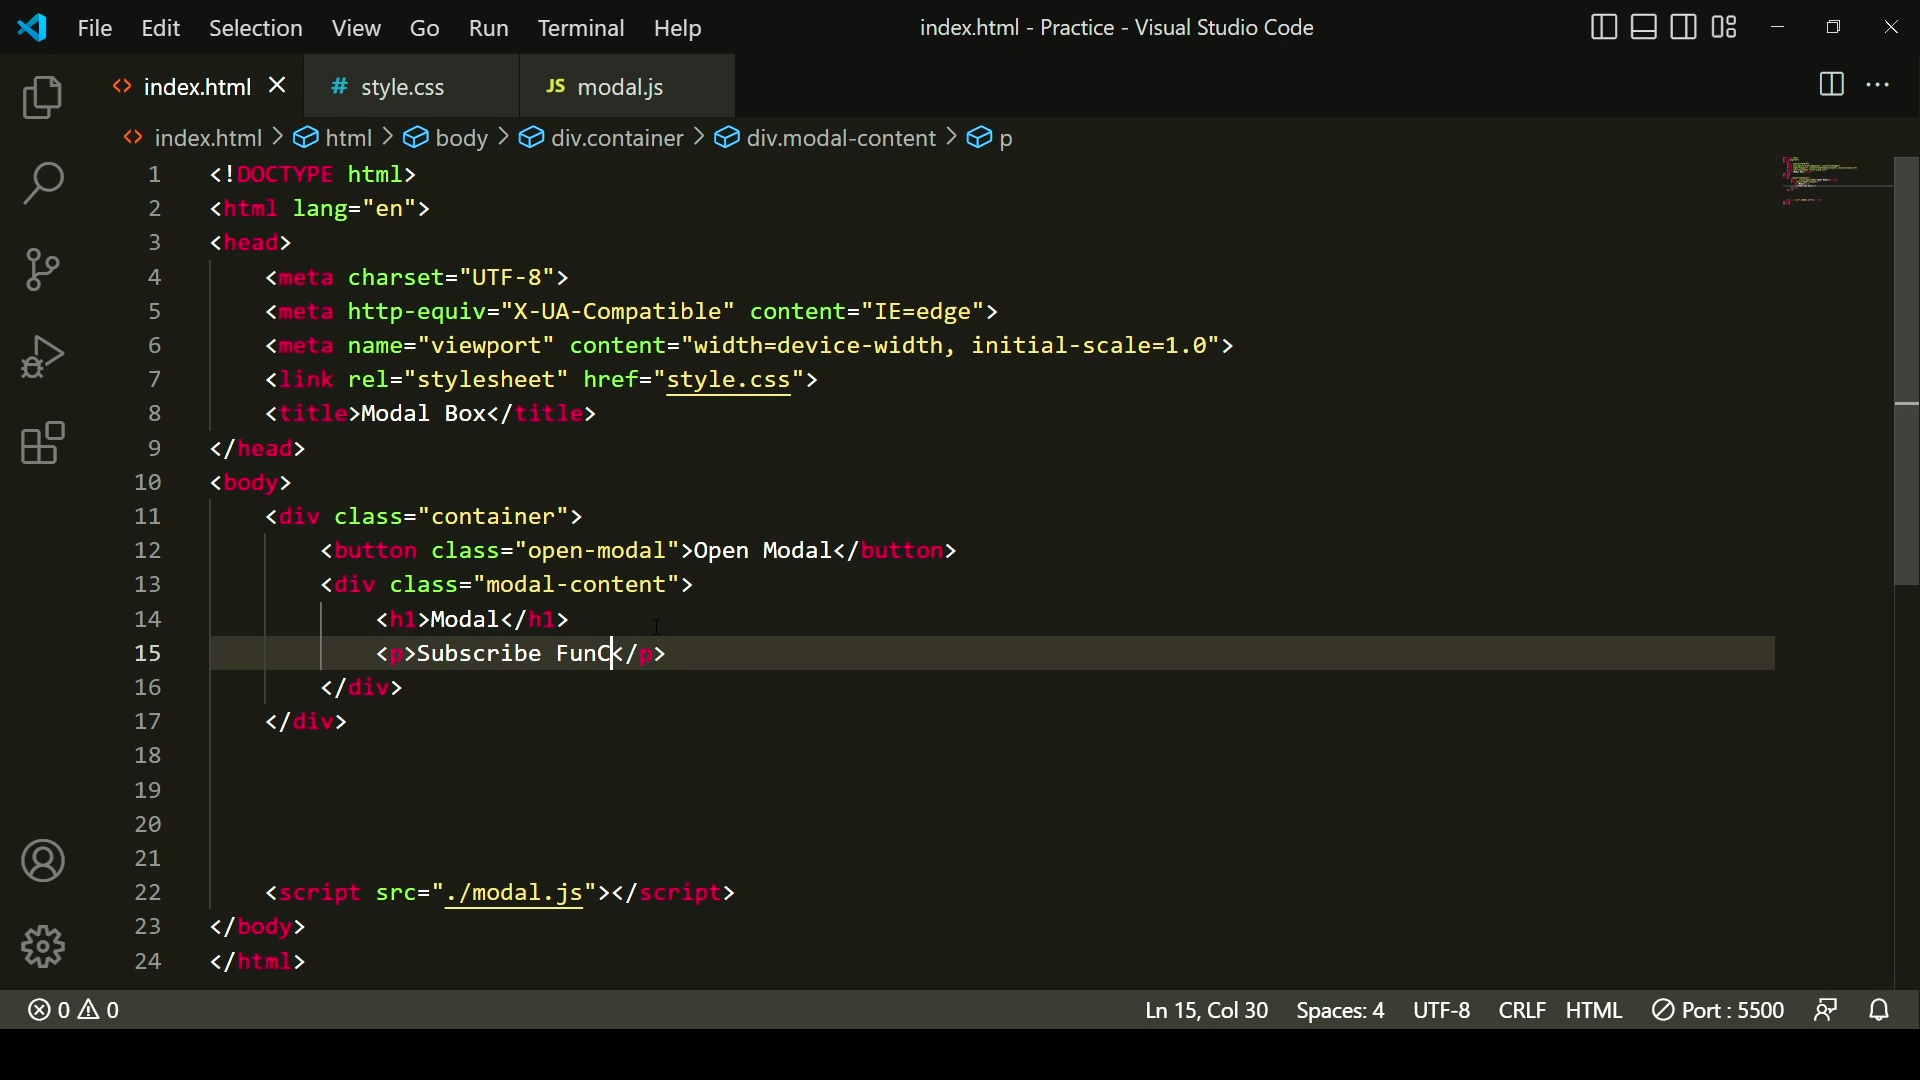 File Edit Selection View Go Run Terminal Help index.html - Practice - Visual Studio Code
index.html # style.css JS modal.js
index.html > html > body > div.container > div.modal-content > p
1 <!DOCTYPE html>
2 <html lang="en">
3 <head>
4     <meta charset="UTF-8">
5     <meta http-equiv="X-UA-Compatible" content="IE=edge">
6     <meta name="viewport" content="width=device-width, initial-scale=1.0">
7     <link rel="stylesheet" href="style.css">
8     <title>Modal Box</title>
9 </head>
10 <body>
11     <div class="container">
12         <button class="open-modal">Open Modal</button>
13         <div class="modal-content">
14             <h1>Modal</h1>
15             <p>Subscribe FunC</p>
16         </div>
17     </div>
18
19
20
21
22     <script src="./modal.js"></script>
23 </body>
24 </html>
0 0 Ln 15, Col 30 Spaces: 4 UTF-8 CRLF HTML Port : 5500